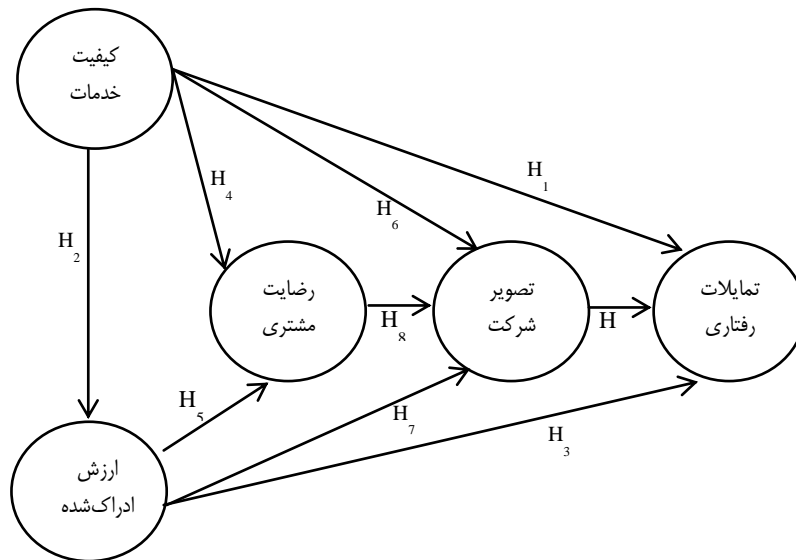 کیفیت
خدمات
H₁
H₄
H₆
H₂
رضایت
مشتری
تصویر
شرکت
تمایلات
رفتاری
H₈
H
H₅
H₇
H₃
ارزش
ادراک‌شده